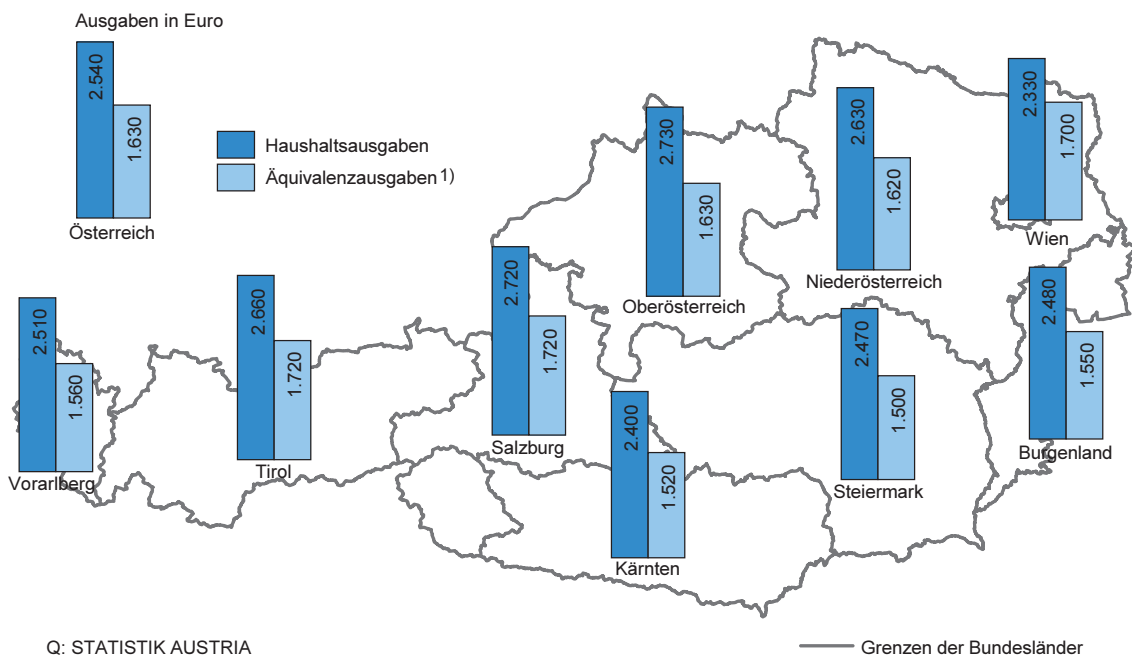 Ausgaben in Euro
2.540
1.630
Österreich
Haushaltsausgaben
Äquivalenzausgaben 1)
2.730
1.630
Oberösterreich
2.630
1.620
Niederösterreich
2.330
1.700
Wien
2.510
1.560
Vorarlberg
2.660
1.720
Tirol
2.720
1.720
Salzburg
2.400
1.520
Kärnten
2.470
1.500
Steiermark
2.480
1.550
Burgenland
Q: STATISTIK AUSTRIA
Grenzen der Bundesländer